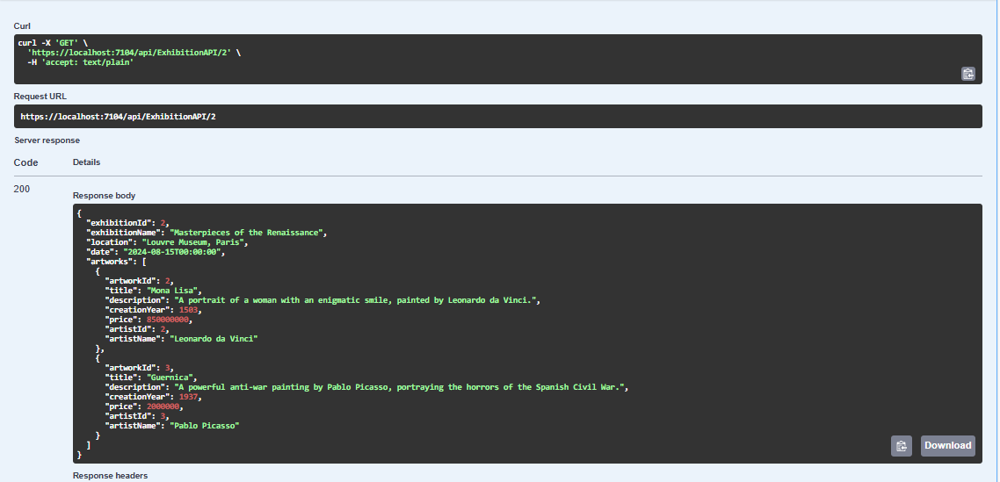 Curl
curl -X 'GET' \
'https://localhost:7104/api/ExhibitionAPI/2' \
-H 'accept: text/plain'
Request URL
https://localhost:7104/api/ExhibitionAPI/2
Server response
Code Details
200
Response body
{
"exhibitionId": 2,
"exhibitionName": "Masterpieces of the Renaissance",
"location": "Louvre Museum, Paris",
"date": "2024-08-15T00:00:00",
"artworks": [
{
"artworkId": 2,
"title": "Mona Lisa",
"description": "A portrait of a woman with an enigmatic smile, painted by Leonardo da Vinci.",
"creationYear": 1503,
"price": 850000000,
"artistId": 2,
"artistName": "Leonardo da Vinci"
},
{
"artworkId": 3,
"title": "Guernica",
"description": "A powerful anti-war painting by Pablo Picasso, portraying the horrors of the Spanish Civil War.",
"creationYear": 1937,
"price": 2000000,
"artistId": 3,
"artistName": "Pablo Picasso"
}
]
}
Download
Response headers